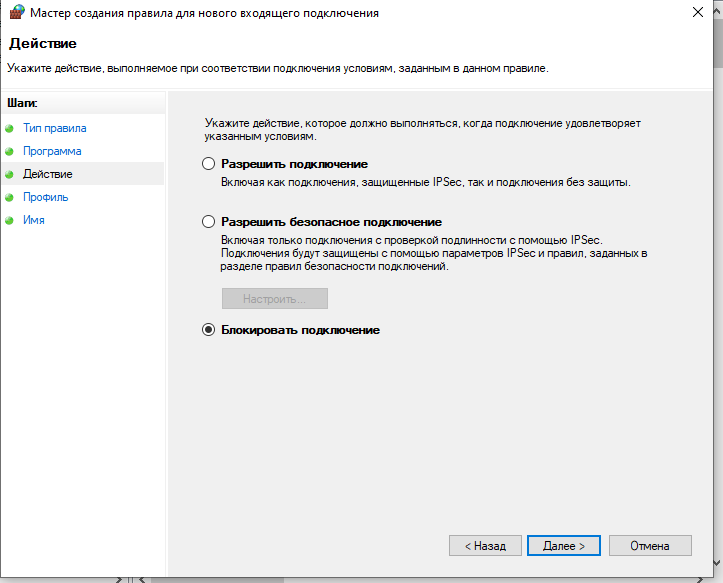 Мастер создания правила для нового входящего подключения
Действие
Укажите действие, выполняемое при соответствии подключения условиям, заданным в данном правиле.
Шаги:
Тип правила
Программа
Действие
Профиль
Имя
Укажите действие, которое должно выполняться, когда подключение удовлетворяет
указанным условиям.
Разрешить подключение
Включая как подключения, защищенные IPSec, так и подключения без защиты.
Разрешить безопасное подключение
Включая только подключения с проверкой подлинности с помощью IPSec.
Подключения будут защищены с помощью параметров IPSec и правил, заданных в
разделе правил безопасности подключений.
Настроить...
Блокировать подключение
< Назад
Далее >
Отмена